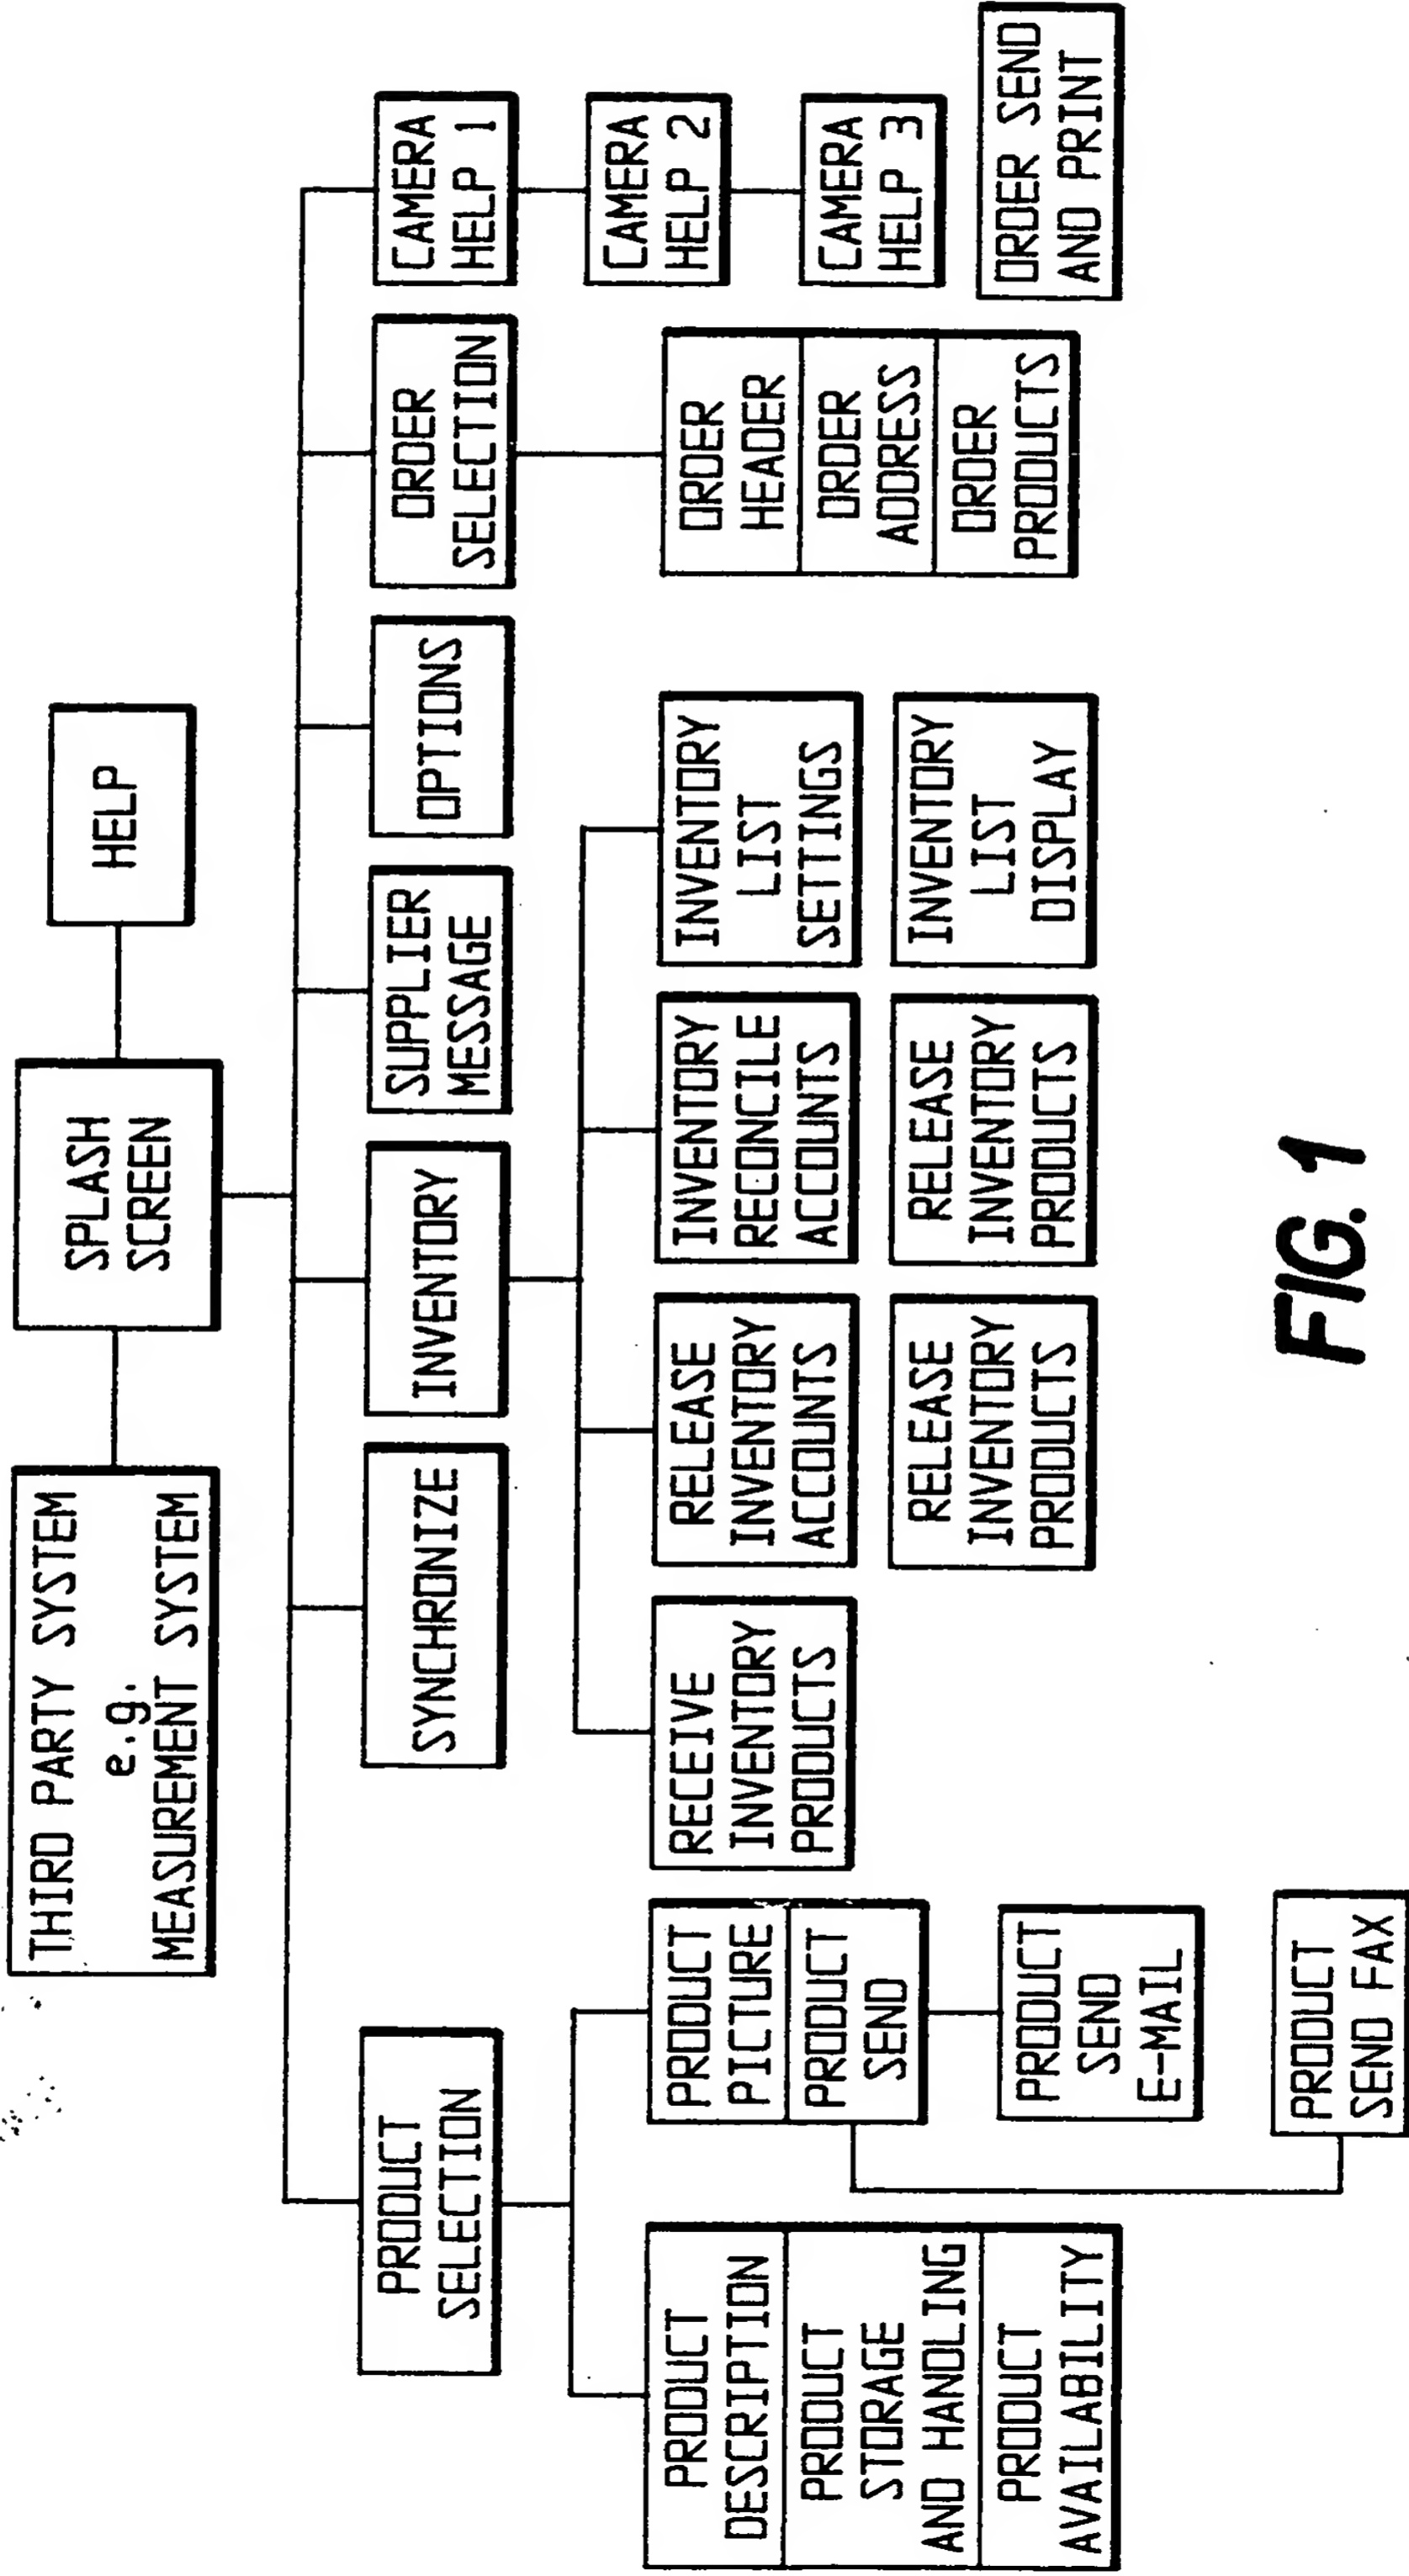 THIRD PARTY SYSTEM
e.g.
MEASUREMENT SYSTEM
SPLASH
SCREEN
HELP
PRODUCT
SELECTION
SYNCHRONIZE
INVENTORY
SUPPLIER
MESSAGE
OPTIONS
ORDER
SELECTION
CAMERA
HELP 1
CAMERA
HELP 2
CAMERA
HELP 3
PRODUCT
DESCRIPTION
PRODUCT
STORAGE
AND HANDLING
PRODUCT
AVAILABILITY
PRODUCT
PICTURE
PRODUCT
SEND
PRODUCT
SEND
E-MAIL
PRODUCT
SEND FAX
RECEIVE
INVENTORY
PRODUCTS
RELEASE
INVENTORY
ACCOUNTS
INVENTORY
RECONCILE
ACCOUNTS
INVENTORY
LIST
SETTINGS
RELEASE
INVENTORY
PRODUCTS
RELEASE
INVENTORY
PRODUCTS
INVENTORY
LIST
DISPLAY
ORDER
HEADER
ORDER
ADDRESS
ORDER
PRODUCTS
ORDER SEND
AND PRINT
FIG. 1